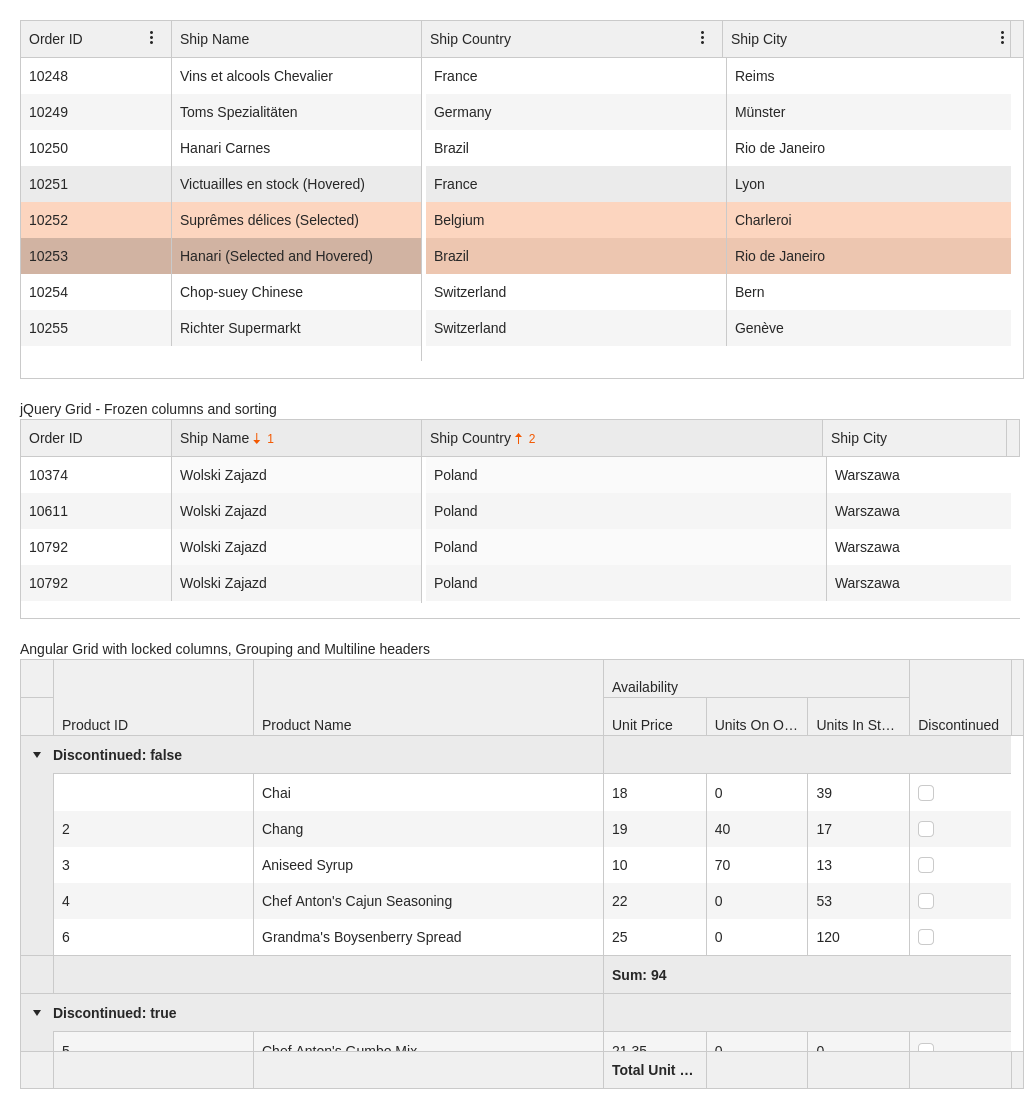 Order ID Ship Name Ship Country Ship City
10248 Vins et alcools Chevalier France Reims
10249 Toms Spezialitäten Germany Münster
10250 Hanari Carnes Brazil Rio de Janeiro
10251 Victuailles en stock (Hovered) France Lyon
10252 Suprêmes délices (Selected) Belgium Charleroi
10253 Hanari (Selected and Hovered) Brazil Rio de Janeiro
10254 Chop-suey Chinese Switzerland Bern
10255 Richter Supermarkt Switzerland Genève
jQuery Grid - Frozen columns and sorting
Order ID Ship Name 1 Ship Country 2 Ship City
10374 Wolski Zajazd Poland Warszawa
10611 Wolski Zajazd Poland Warszawa
10792 Wolski Zajazd Poland Warszawa
10792 Wolski Zajazd Poland Warszawa
Angular Grid with locked columns, Grouping and Multiline headers
Availability
Product ID Product Name Unit Price Units On O… Units In St… Discontinued
Discontinued: false
Chai 18 0 39
2 Chang 19 40 17
3 Aniseed Syrup 10 70 13
4 Chef Anton's Cajun Seasoning 22 0 53
6 Grandma's Boysenberry Spread 25 0 120
Sum: 94
Discontinued: true
5 Chef Anton's Gumbo Mix 21.35 0 0
Total Unit …